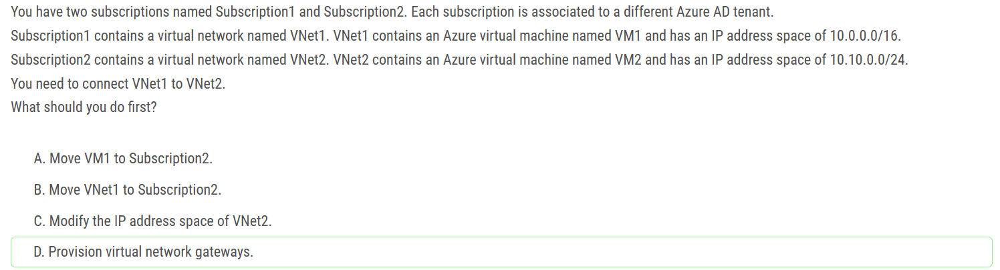 You have two subscriptions named Subscription1 and Subscription2. Each subscription is associated to a different Azure AD tenant.
Subscription1 contains a virtual network named VNet1. VNet1 contains an Azure virtual machine named VM1 and has an IP address space of 10.0.0.0/16.
Subscription2 contains a virtual network named VNet2. VNet2 contains an Azure virtual machine named VM2 and has an IP address space of 10.10.0.0/24.
You need to connect VNet1 to VNet2.
What should you do first?
A. Move VM1 to Subscription2.
B. Move VNet1 to Subscription2.
C. Modify the IP address space of VNet2.
D. Provision virtual network gateways.